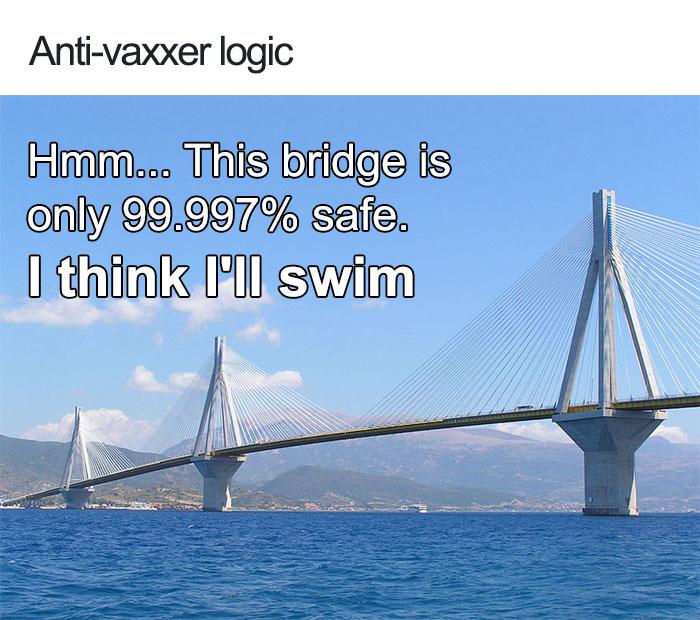 Anti-vaxxer logic
Hmm... This bridge is
only 99.997% safe.
I think I'll swim